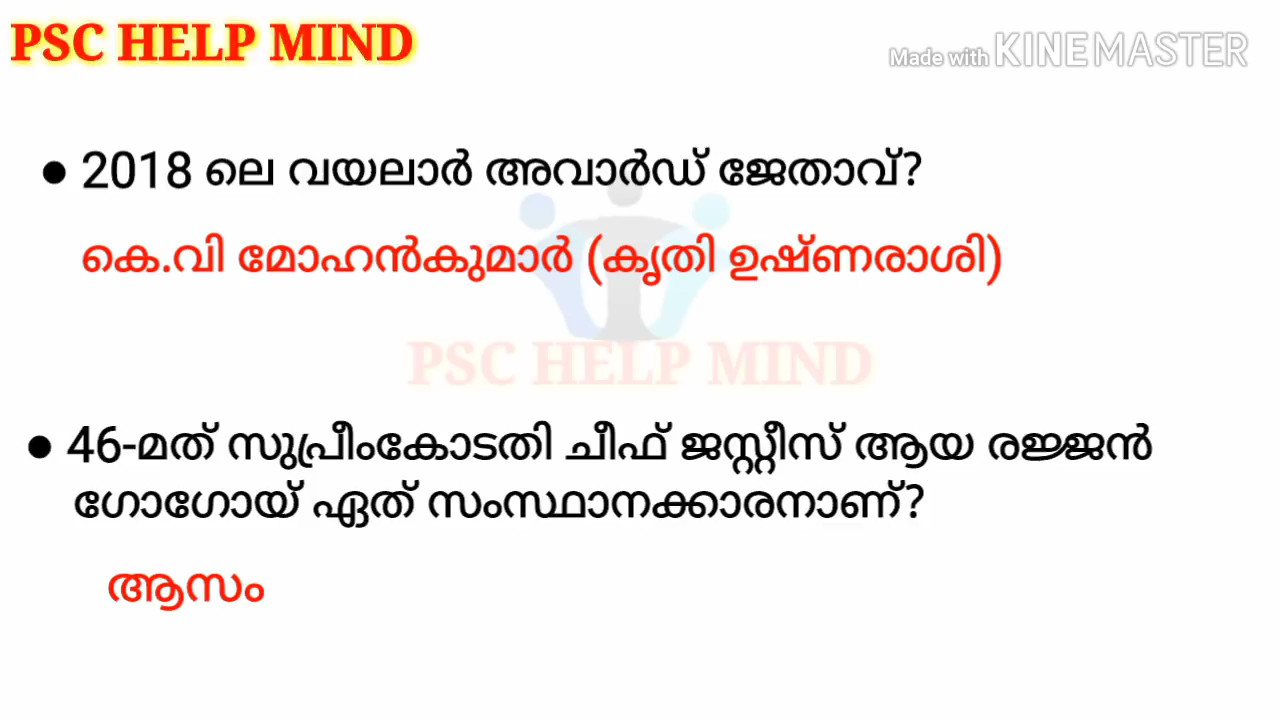 PSC HELP MIND
Made with KINEMASTER
● 2018 ലെ വയലാർ അവാർഡ് ജേതാവ്?
കെ.വി മോഹൻകുമാർ (കൃതി ഉഷ്ണരാശി)
PSC HELP MIND
● 46-മത് സുപ്രീംകോടതി ചീഫ് ജസ്റ്റീസ് ആയ രജ്ജൻ
ഗോഗോയ് ഏത് സംസ്ഥാനക്കാരനാണ്?
ആസം